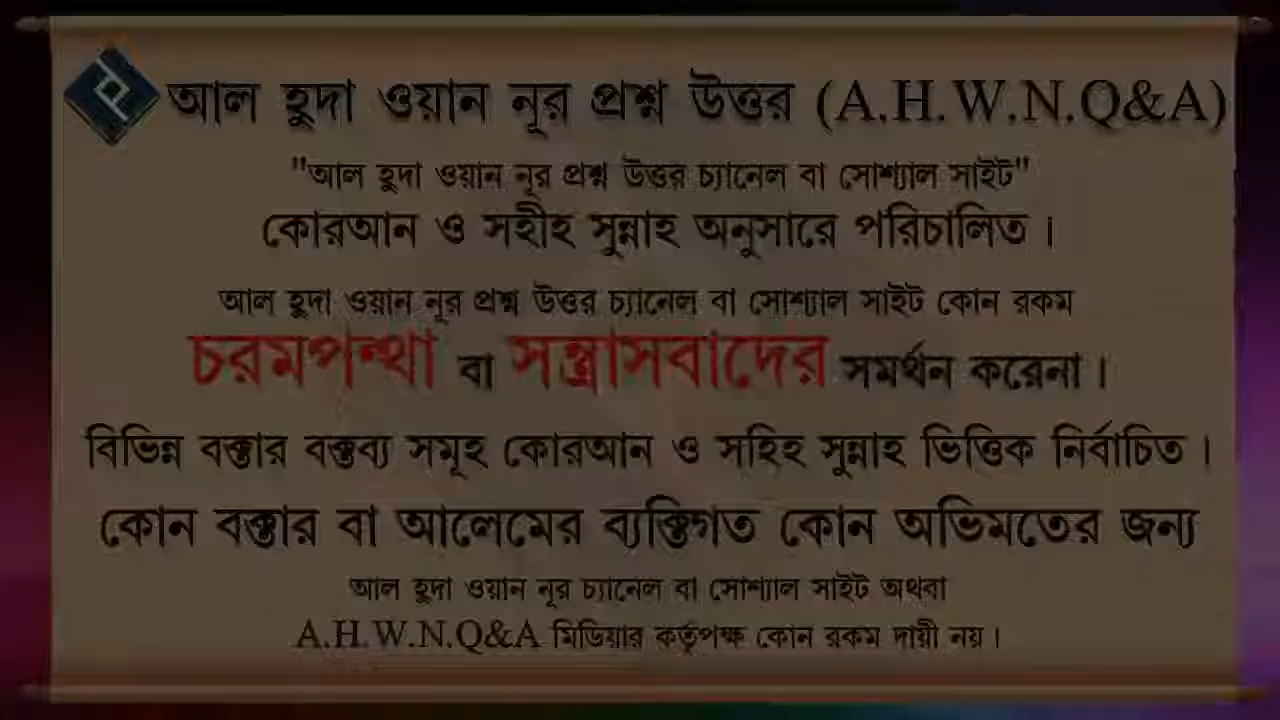 আল হুদা ওয়ান নূর প্রশ্ন উত্তর (A.H.W.N.Q&A)
"আল হুদা ওয়ান নূর প্রশ্ন উত্তর চ্যানেল বা সোশ্যাল সাইট"
কোরআন ও সহীহ সুন্নাহ অনুসারে পরিচালিত ।
আল হুদা ওয়ান নূর প্রশ্ন উত্তর চ্যানেল বা সোশ্যাল সাইট কোন রকম
চরমপন্থা বা সন্ত্রাসবাদের সমর্থন করেনা ।
বিভিন্ন বক্তার বক্তব্য সমূহ কোরআন ও সহিহ সুন্নাহ ভিত্তিক নির্বাচিত ।
কোন বক্তার বা আলেমের ব্যক্তিগত কোন অভিমতের জন্য
আল হুদা ওয়ান নূর চ্যানেল বা সোশ্যাল সাইট অথবা
A.H.W.N.Q&A মিডিয়ার কর্তৃপক্ষ কোন রকম দায়ী নয় ।